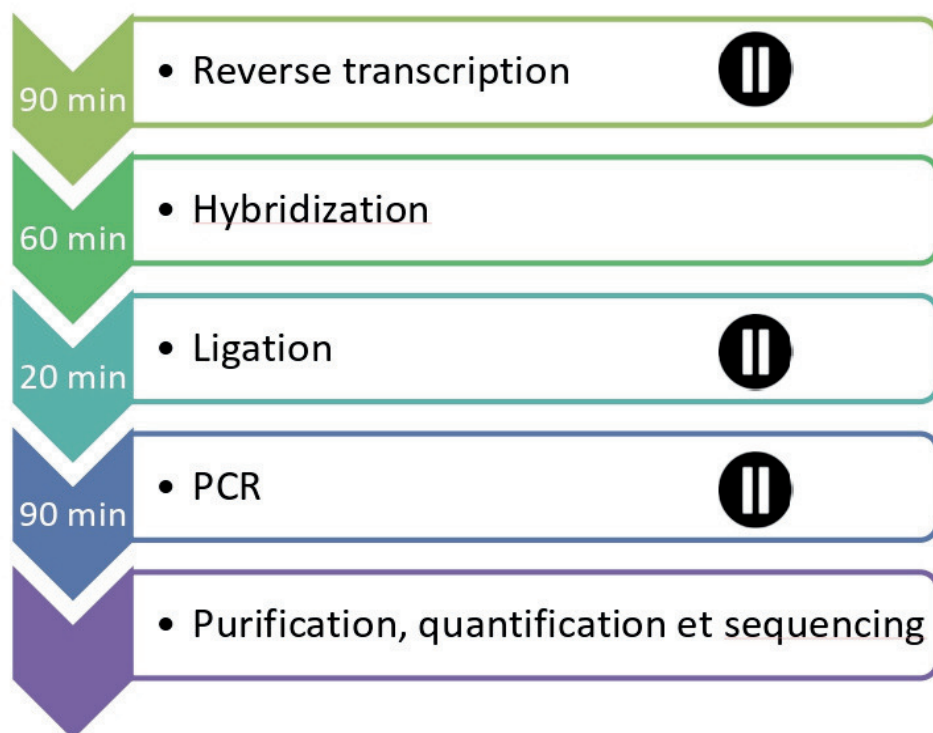 90 min
• Reverse transcription
60 min
• Hybridization
20 min
• Ligation
90 min
• PCR
• Purification, quantification et sequencing